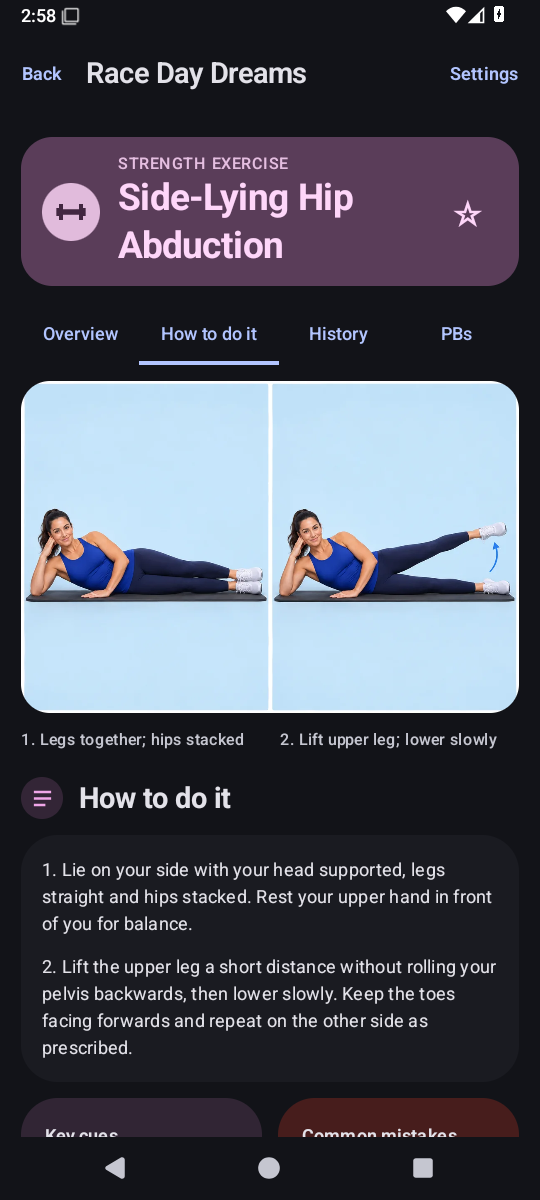 2:58
Back
Race Day Dreams
Settings
STRENGTH EXERCISE
Side-Lying Hip
Abduction
Overview
How to do it
History
PBs
1. Legs together; hips stacked
2. Lift upper leg; lower slowly
How to do it
1. Lie on your side with your head supported, legs
straight and hips stacked. Rest your upper hand in front
of you for balance.
2. Lift the upper leg a short distance without rolling your
pelvis backwards, then lower slowly. Keep the toes
facing forwards and repeat on the other side as
prescribed.
Key cues
Common mistakes